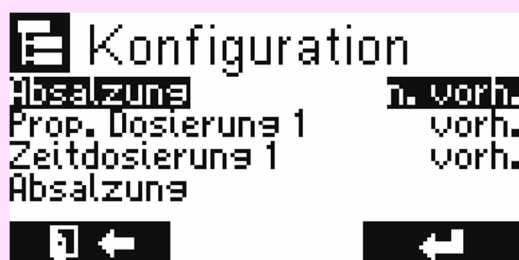 Konfiguration
Absalzung n. vorh.
Prop. Dosierung 1 vorh.
Zeitdosierung 1 vorh.
Absalzung